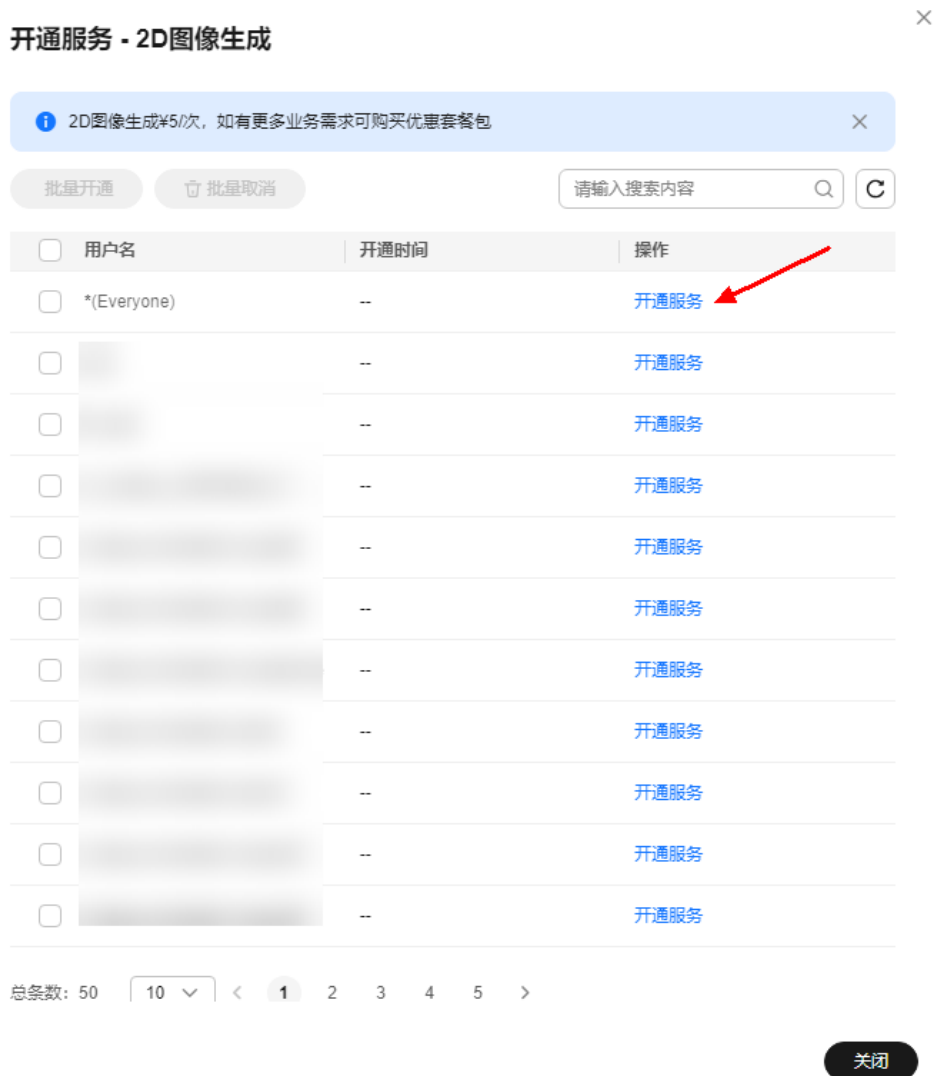 开通服务 - 2D图像生成
2D图像生成¥5/次，如有更多业务需求可购买优惠套餐包
批量开通 批量取消 请输入搜索内容
用户名 开通时间 操作
*(Everyone) -- 开通服务
-- 开通服务
-- 开通服务
-- 开通服务
-- 开通服务
-- 开通服务
-- 开通服务
-- 开通服务
-- 开通服务
-- 开通服务
-- 开通服务
总条数：50 10 1 2 3 4 5
关闭